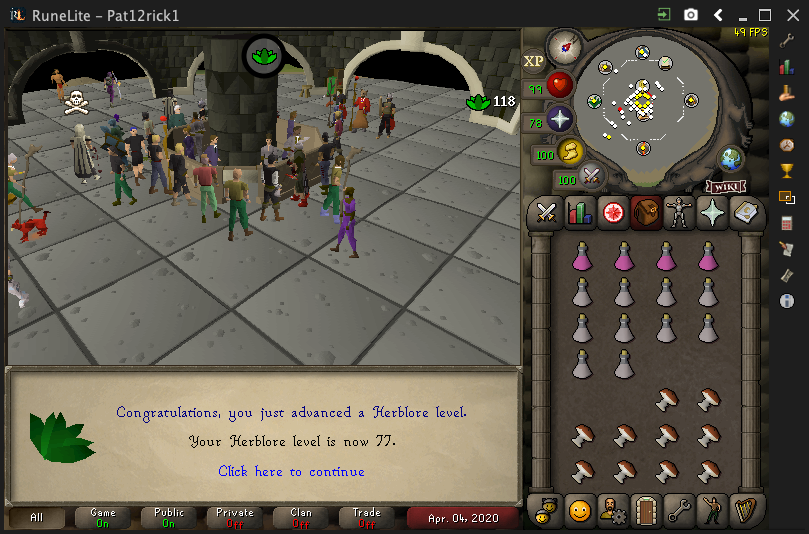 RuneLite - Pat12rick1
49 FPS
XP
118
99
78
100
100
WIKI
Congratulations, you just advanced a Herblore level.
Your Herblore level is now 77.
Click here to continue
All
Game
On
Public
On
Private
Off
Clan
Off
Trade
Off
Apr. 04, 2020